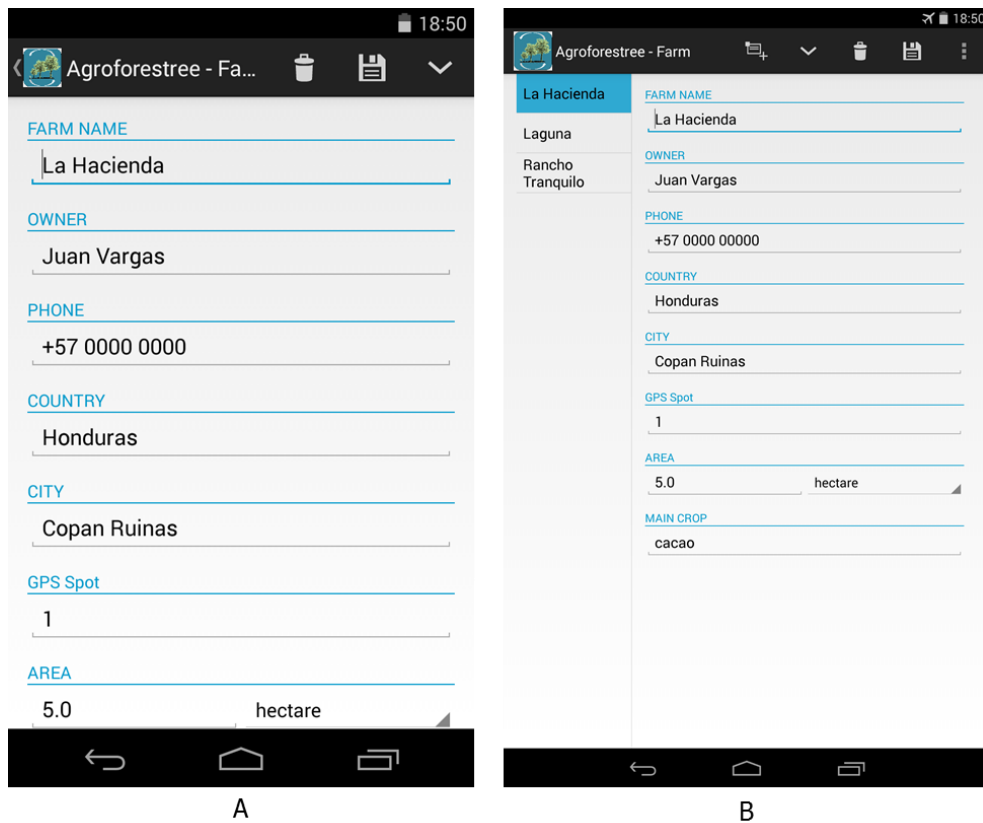 18:50
Agroforestree - Fa...
FARM NAME
La Hacienda
OWNER
Juan Vargas
PHONE
+57 0000 0000
COUNTRY
Honduras
CITY
Copan Ruinas
GPS Spot
1
AREA
5.0 hectare
A
18:50
Agroforestree - Farm
La Hacienda
Laguna
Rancho
Tranquilo
FARM NAME
La Hacienda
OWNER
Juan Vargas
PHONE
+57 0000 00000
COUNTRY
Honduras
CITY
Copan Ruinas
GPS Spot
1
AREA
5.0 hectare
MAIN CROP
cacao
B